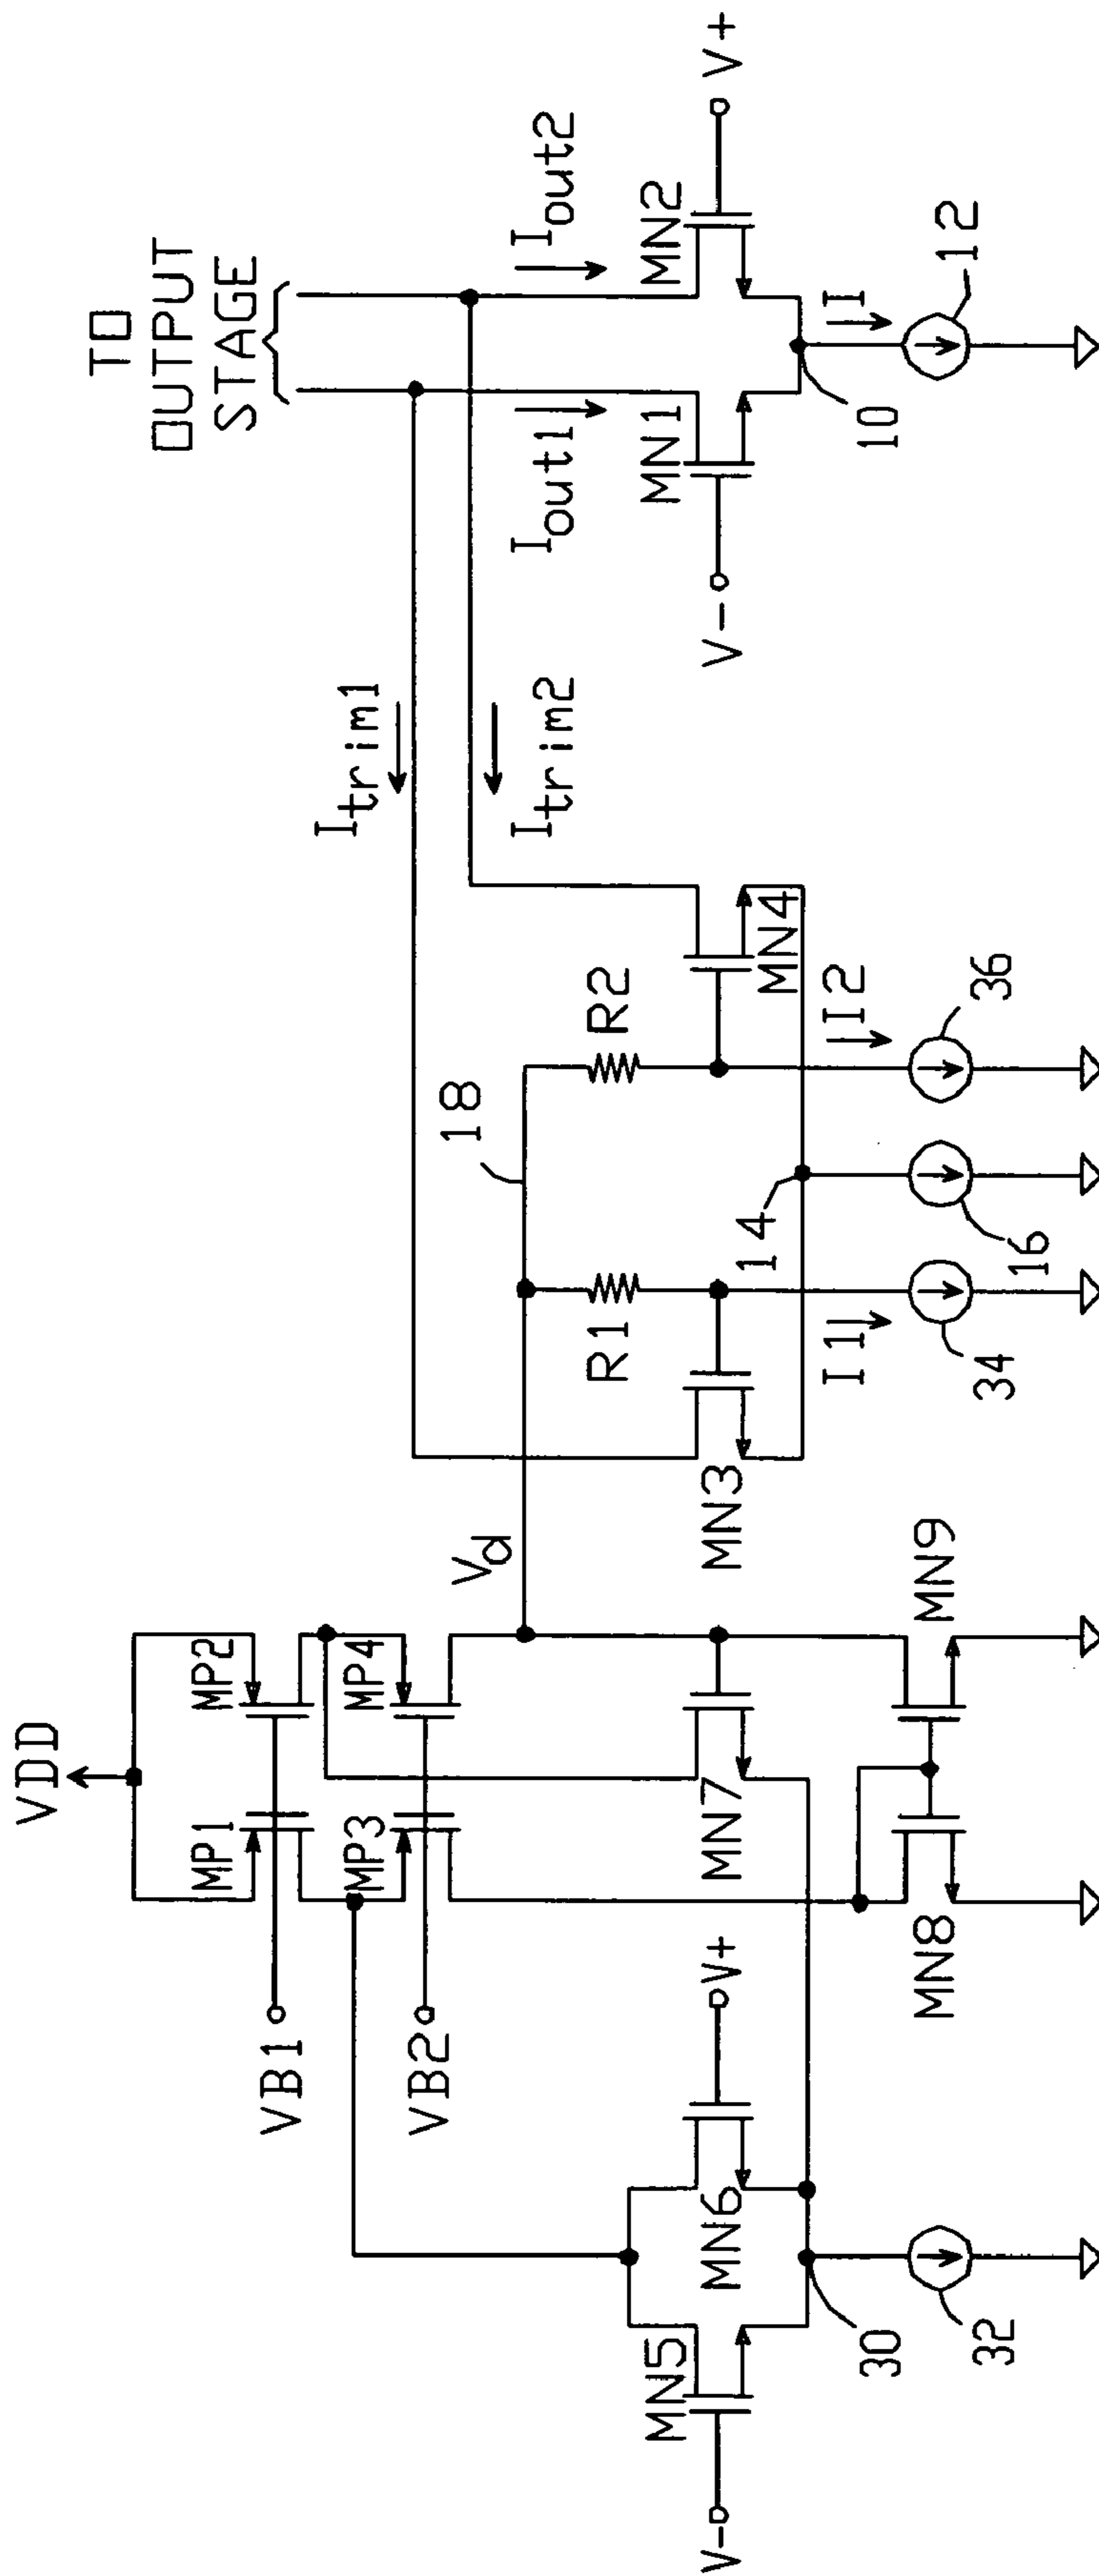 VDD
MP1
MP2
VB1
MP3
MP4
VB2
V-
MN5
MN6
V+
30
32
MN7
MN8
MN9
Vd
MN3
R1
I1
34
14
16
18
R2
MN4
I2
36
Itrim1
Itrim2
TO
OUTPUT
STAGE
Iout1
Iout2
V-
MN1
MN2
V+
10
I
12